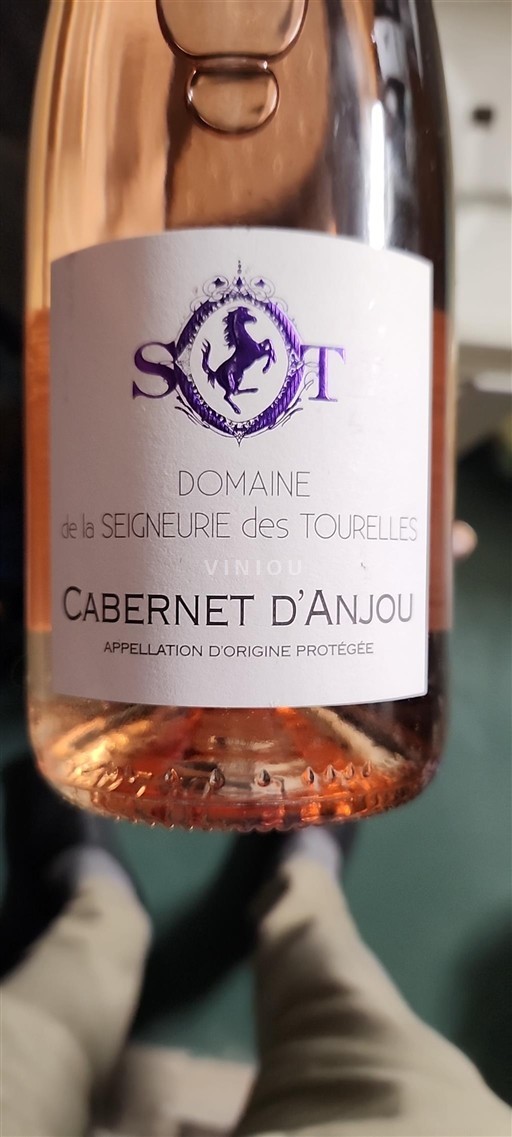 S T
DOMAINE
de la SEIGNEURIE des TOURELLES
VINIOU
CABERNET D'ANJOU
APPELLATION D'ORIGINE PROTÉGÉE